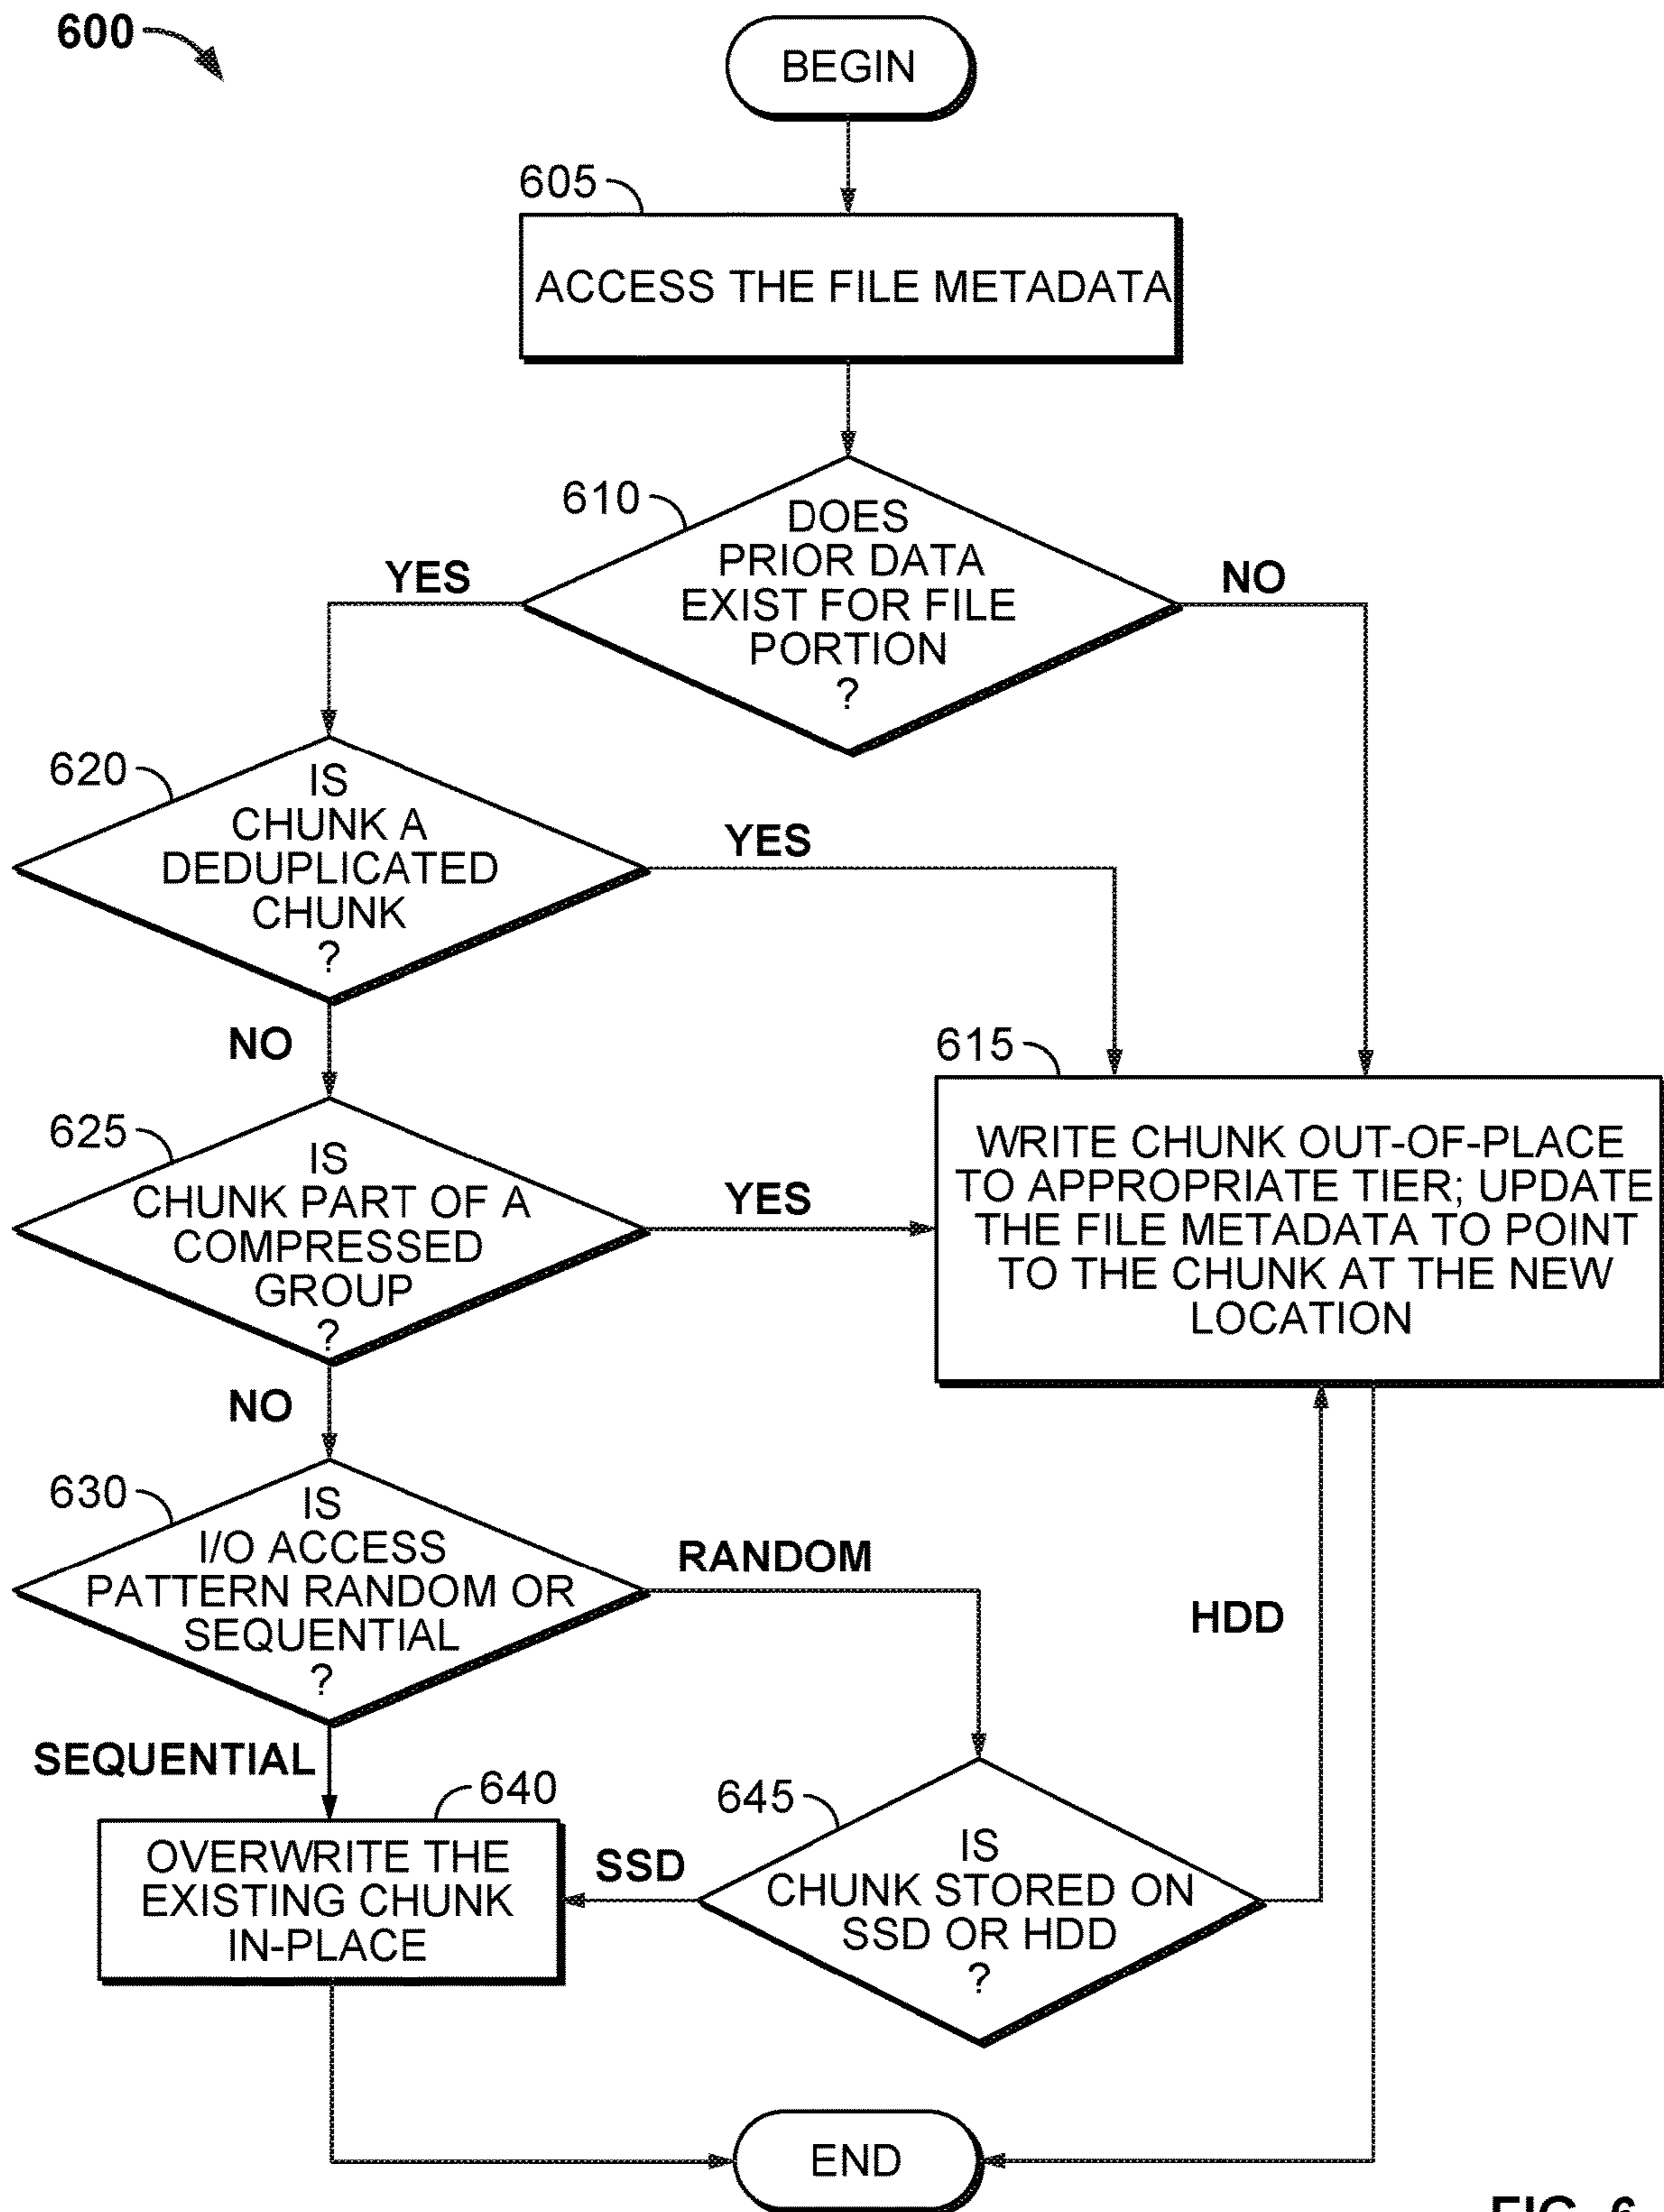 600
BEGIN
605
ACCESS THE FILE METADATA
610
DOES
PRIOR DATA
EXIST FOR FILE
PORTION
?
YES
NO
620
IS
CHUNK A
DEDUPLICATED
CHUNK
?
YES
NO
615
WRITE CHUNK OUT-OF-PLACE
TO APPROPRIATE TIER; UPDATE
THE FILE METADATA TO POINT
TO THE CHUNK AT THE NEW
LOCATION
625
IS
CHUNK PART OF A
COMPRESSED
GROUP
?
YES
NO
630
IS
I/O ACCESS
PATTERN RANDOM OR
SEQUENTIAL
?
RANDOM
HDD
SEQUENTIAL
640
OVERWRITE THE
EXISTING CHUNK
IN-PLACE
SSD
645
IS
CHUNK STORED ON
SSD OR HDD
?
END
FIG. 6